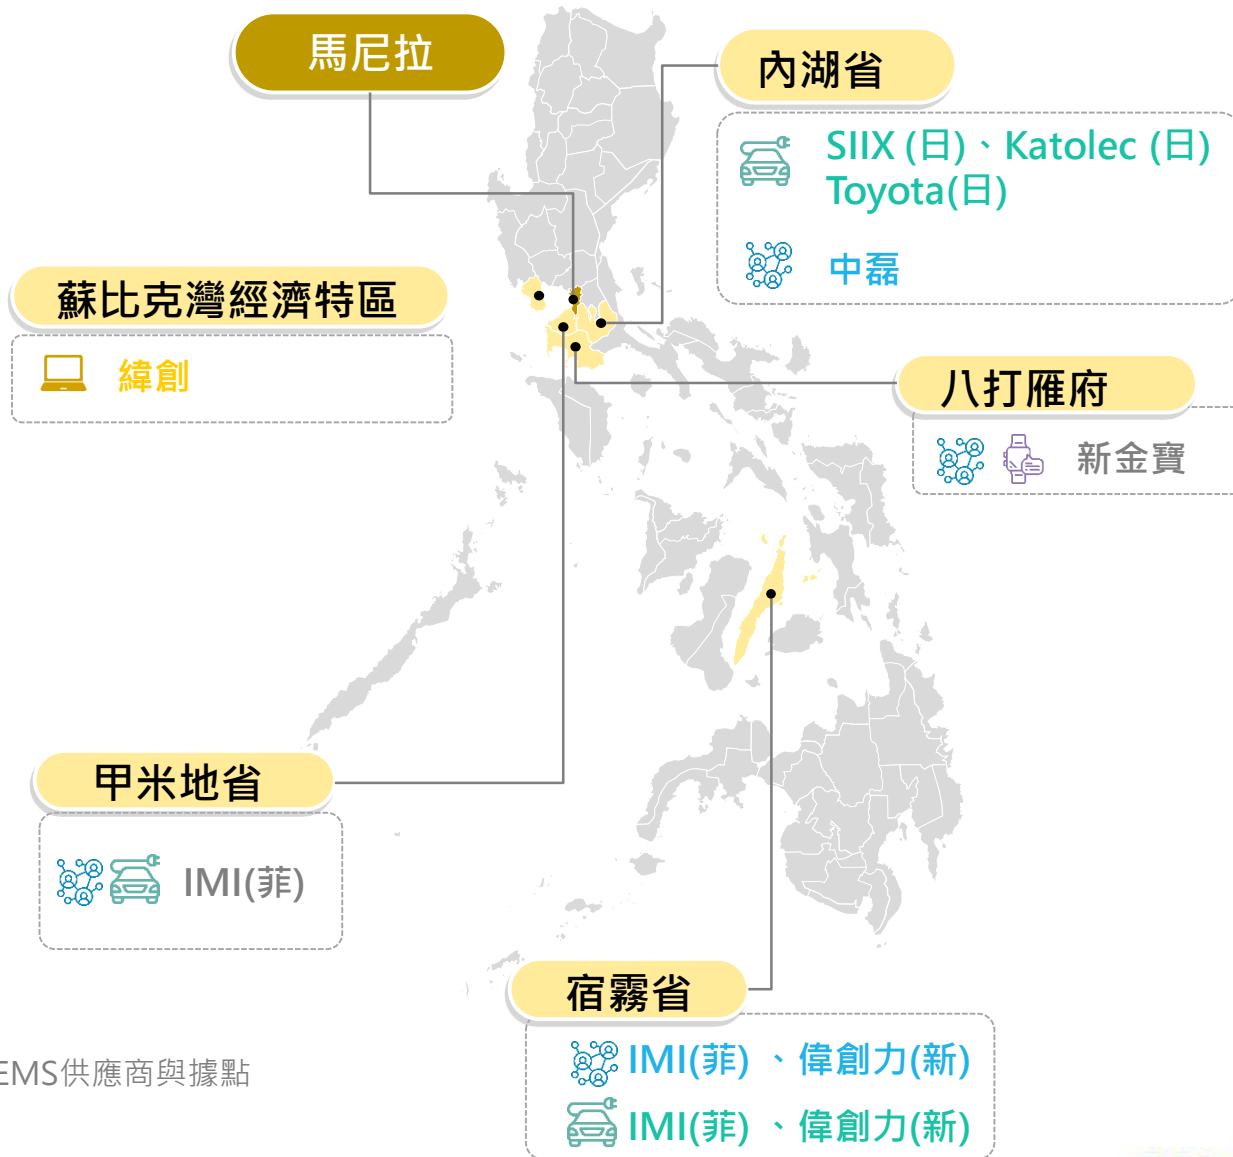 馬尼拉
內湖省
SIIX (日)、Katolec (日)
Toyota(日)
中磊
蘇比克灣經濟特區
緯創
八打雁府
新金寶
甲米地省
IMI(菲)
宿霧省
IMI(菲) 、偉創力(新)
IMI(菲) 、偉創力(新)
EMS供應商與據點